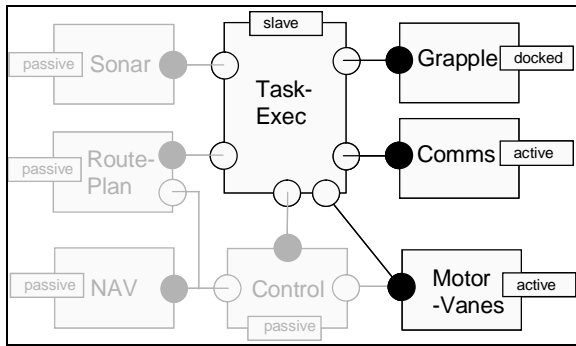 slave
passive
Sonar
Task-
Exec
Grapple
docked
passive
Route-
Plan
Comms
active
passive
NAV
Control
passive
Motor
-Vanes
active